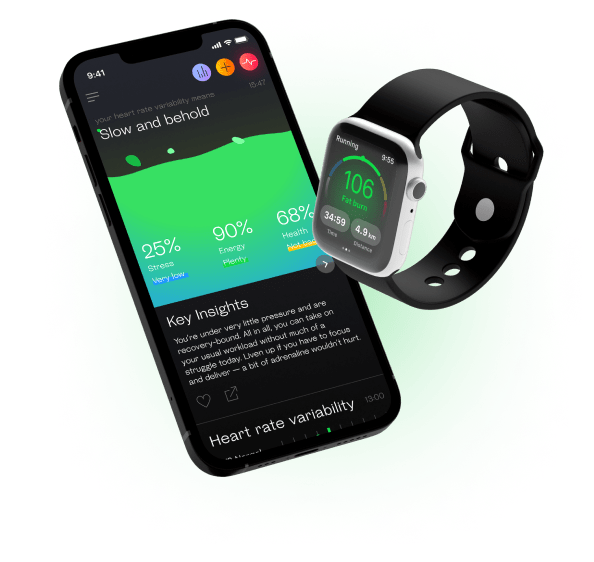 9:41
15:47
your heart rate variability means
Slow and behold
25%
Stress
Very low
90%
Energy
Plenty
68%
Health
Key Insights
You're under very little pressure and are
recovery-bound. All in all, you can take on
your usual workload without much of a
struggle today. Liven up if you have to focus
and deliver — a bit of adrenaline wouldn't hurt.
Heart rate variability
13:00
Running
9:55
106
Fat burn
34:59
Time
4.9 km
Distance